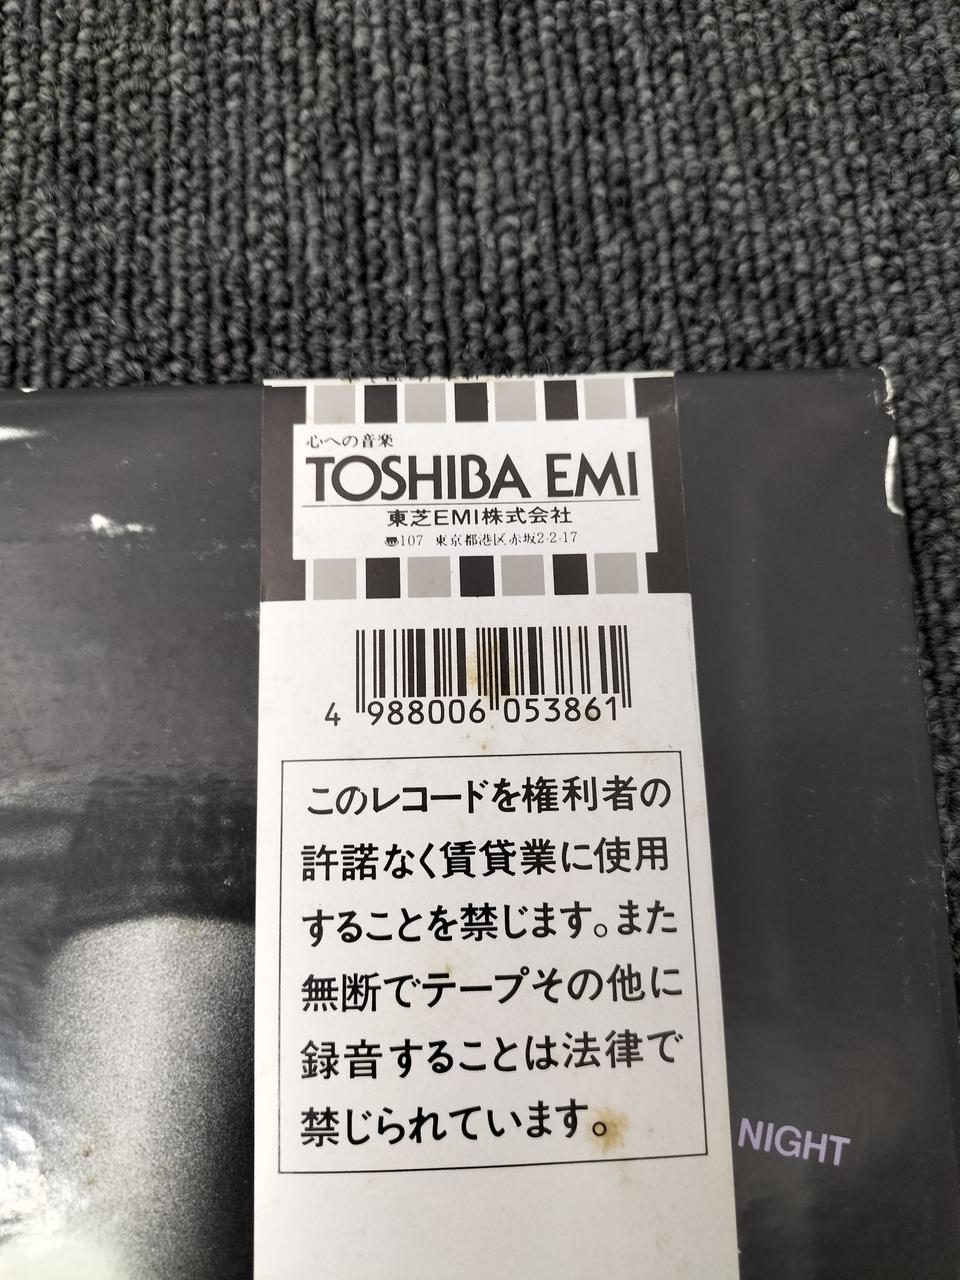 心への音楽
TOSHIBA EMI
東芝EMI株式会社
〠107 東京都港区赤坂2-2-17
4 988006 053861
このレコードを権利者の
許諾なく賃貸業に使用
することを禁じます。また
無断でテープその他に
録音することは法律で
禁じられています。
NIGHT